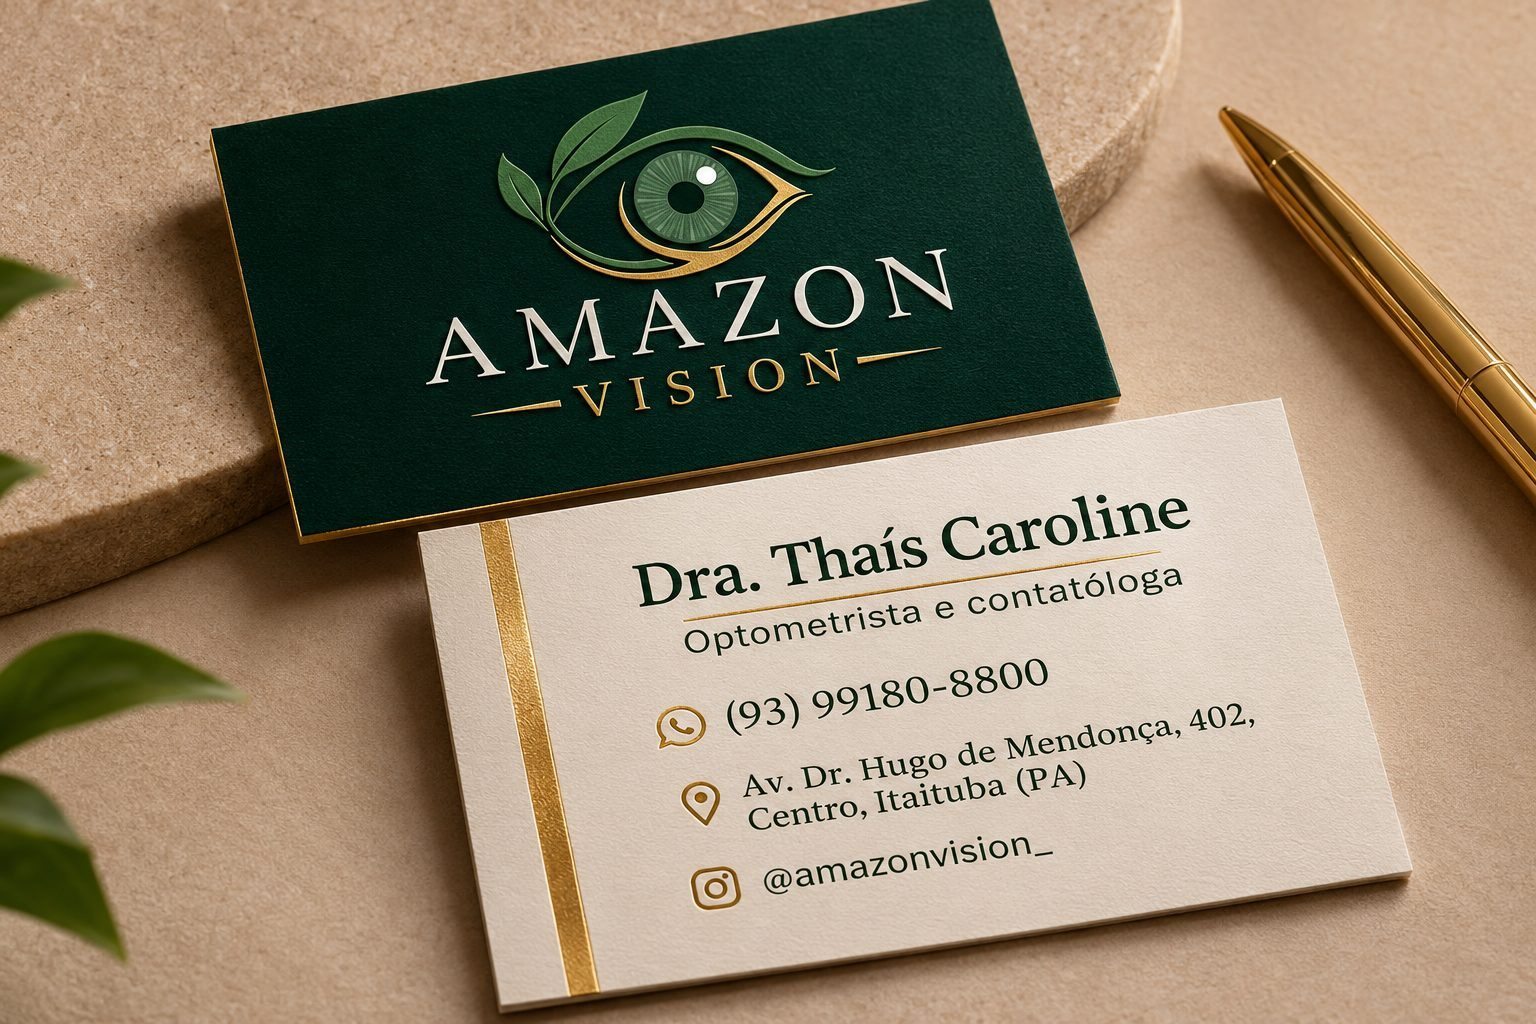 AMAZON
VISION
Dra. Thaís Caroline
Optometrista e contatóloga
(93) 99180-8800
Av. Dr. Hugo de Mendonça, 402,
Centro, Itaituba (PA)
@amazonvision_